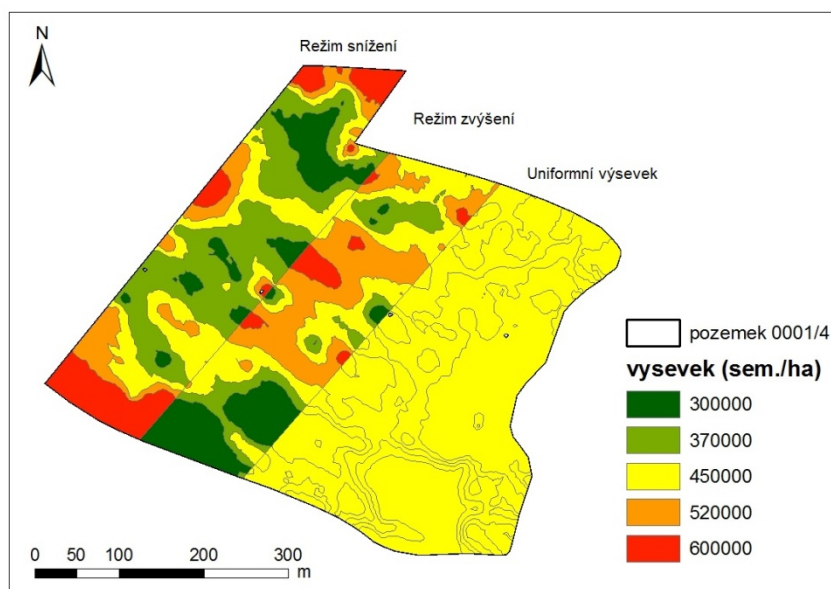 N
Režim snížení
Režim zvýšení
Uniformní výsevek
pozemek 0001/4
vysevek (sem./ha)
300000
370000
450000
520000
600000
0 50 100 200 300
m